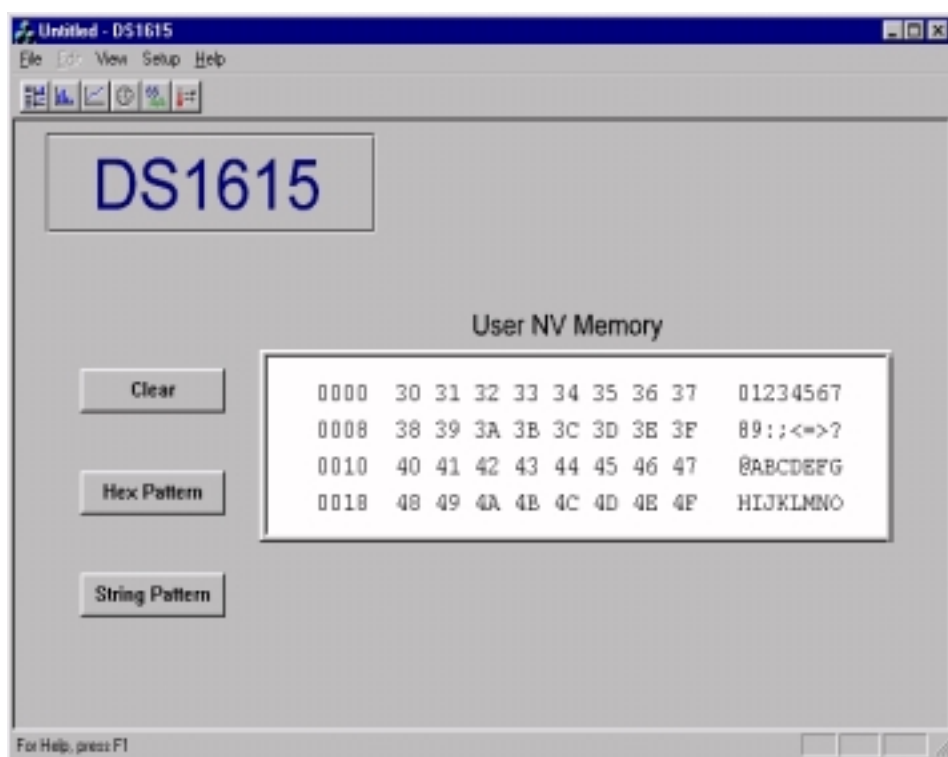 Untitled - DS1615
File Edit View Setup Help
DS1615
User NV Memory
Clear
Hex Pattern
String Pattern
0000 30 31 32 33 34 35 36 37 01234567
0008 38 39 3A 3B 3C 3D 3E 3F 89:;<=>?
0010 40 41 42 43 44 45 46 47 @ABCDEFG
0018 48 49 4A 4B 4C 4D 4E 4F HIJKLMNO
For Help, press F1